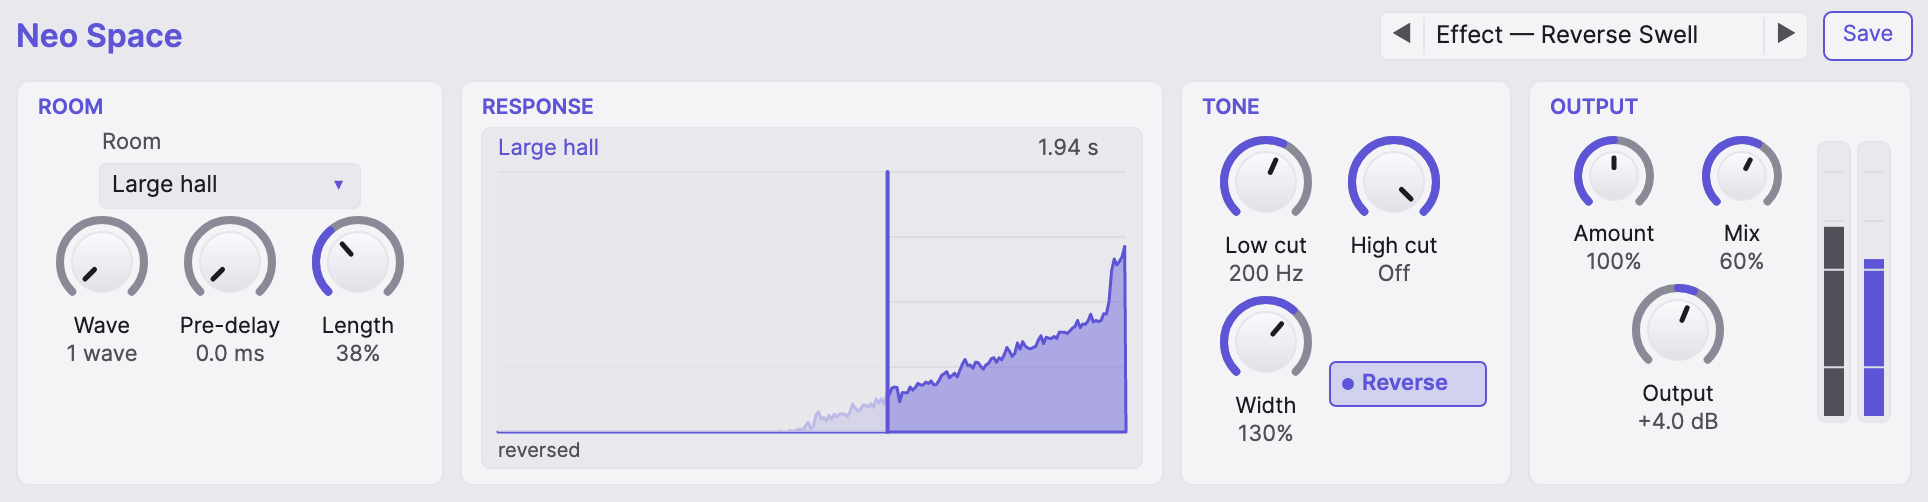 Neo Space
Effect — Reverse Swell
Save
ROOM
Room
Large hall
Wave
1 wave
Pre-delay
0.0 ms
Length
38%
RESPONSE
Large hall
1.94 s
reversed
TONE
Low cut
200 Hz
High cut
Off
Width
130%
Reverse
OUTPUT
Amount
100%
Mix
60%
Output
+4.0 dB